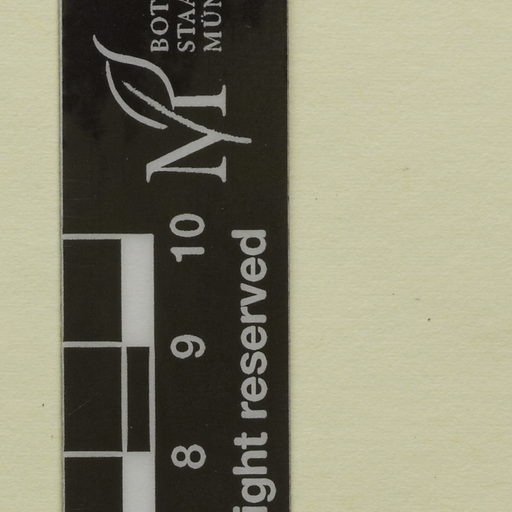 BOT
STAA
MÜN
M
10
9
8
ight reserved